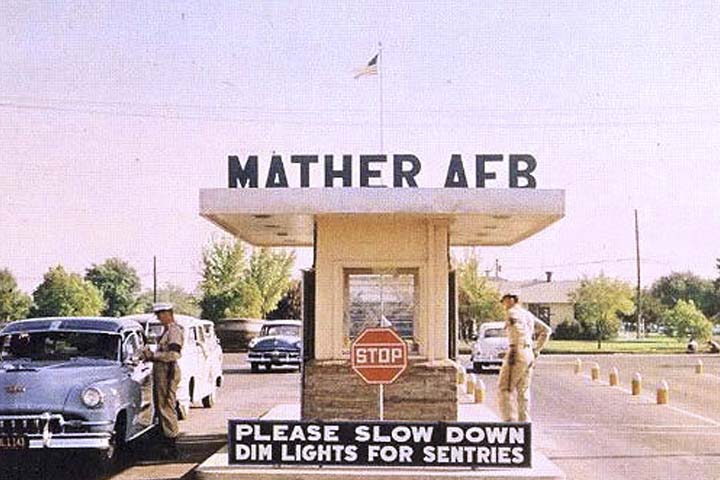 MATHER AFB
STOP
PLEASE SLOW DOWN
DIM LIGHTS FOR SENTRIES